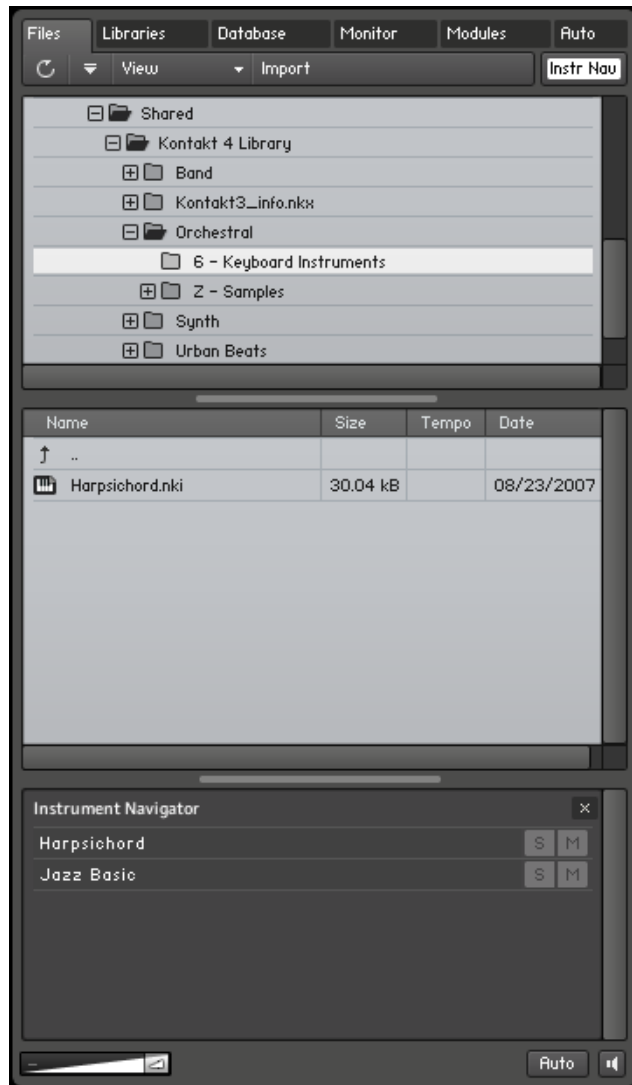 Files Libraries Database Monitor Modules Auto
View Import Instr Nav
Shared
Kontakt 4 Library
Band
Kontakt3_info.nkx
Orchestral
6 - Keyboard Instruments
Z - Samples
Synth
Urban Beats
Name Size Tempo Date
..
Harpsichord.nki 30.04 kB 08/23/2007
Instrument Navigator ×
Harpsichord S M
Jazz Basic S M
Auto